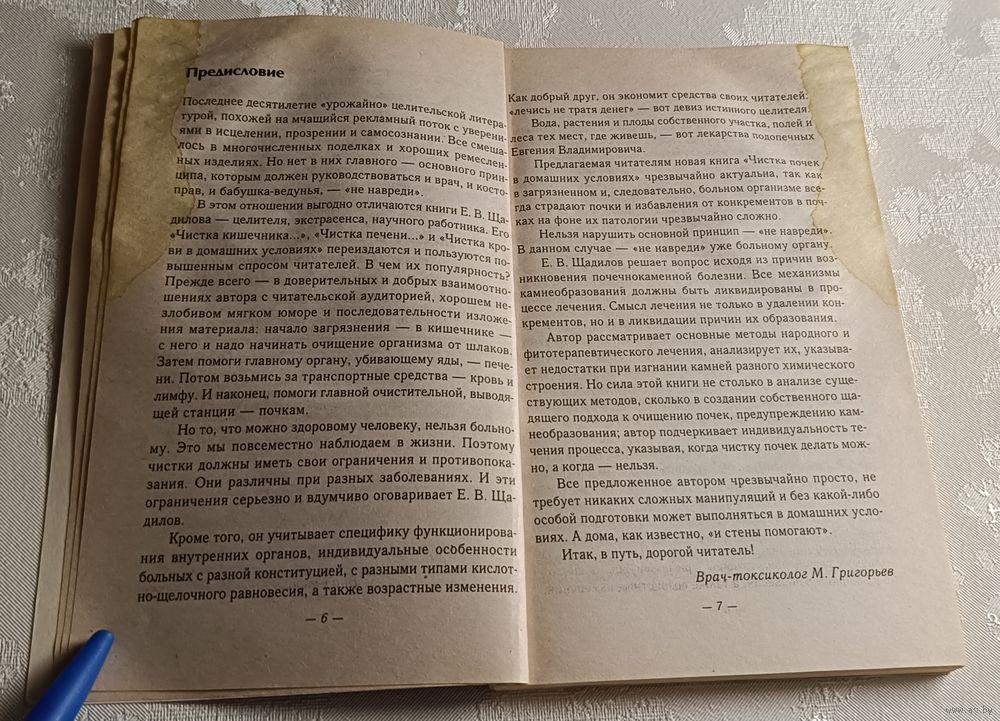 Предисловие
Последнее десятилетие «урожайно» целительской литера-
турой, похожей на мчащийся рекламный поток с уверени-
ями в исцелении, прозрении и самосознании. Все смеша-
лось в многочисленных поделках и хороших ремеслен-
ных изделиях. Но нет в них главного — основного прин-
ципа, которым должен руководствоваться и врач, и косто-
прав, и бабушка-ведунья, — «не навреди».
В этом отношении выгодно отличаются книги Е. В. Ща-
дилова — целителя, экстрасенса, научного работника. Его
«Чистка кишечника...», «Чистка печени...» и «Чистка кро-
ви в домашних условиях» переиздаются и пользуются по-
вышенным спросом читателей. В чем их популярность?
Прежде всего — в доверительных и добрых взаимоотно-
шениях автора с читательской аудиторией, хорошем не-
злобивом мягком юморе и последовательности изложе-
ния материала: начало загрязнения — в кишечнике —
с него и надо начинать очищение организма от шлаков.
Затем помоги главному органу, убивающему яды, — пече-
ни. Потом возьмись за транспортные средства — кровь и
лимфу. И наконец, помоги главной очистительной, выводя-
щей станции — почкам.
Но то, что можно здоровому человеку, нельзя больно-
му. Это мы повсеместно наблюдаем в жизни. Поэтому
чистки должны иметь свои ограничения и противопока-
зания. Они различны при разных заболеваниях. И эти
ограничения серьезно и вдумчиво оговаривает Е. В. Ща-
дилов.
Кроме того, он учитывает специфику функционирова-
ния внутренних органов, индивидуальные особенности
больных с разной конституцией, с разными типами кислот-
но-щелочного равновесия, а также возрастные изменения.
— 6 —
Как добрый друг, он экономит средства своих читателей:
«лечись не тратя денег» — вот девиз истинного целителя.
Вода, растения и плоды собственного участка, полей и
леса тех мест, где живешь, — вот лекарства подопечных
Евгения Владимировича.
Предлагаемая читателям новая книга «Чистка почек
в домашних условиях» чрезвычайно актуальна, так как
в загрязненном и, следовательно, больном организме все-
гда страдают почки и избавления от конкрементов в поч-
ках на фоне их патологии чрезвычайно сложно.
Нельзя нарушить основной принцип — «не навреди».
В данном случае — «не навреди» уже больному органу.
Е. В. Щадилов решает вопрос исходя из причин воз-
никновения почечнокаменной болезни. Все механизмы
камнеобразования должны быть ликвидированы в про-
цессе лечения. Смысл лечения не только в удалении кон-
крементов, но и в ликвидации причин их образования.
Автор рассматривает основные методы народного и
фитотерапевтического лечения, анализирует их, указыва-
ет недостатки при изгнании камней разного химического
строения. Но сила этой книги не столько в анализе суще-
ствующих методов, сколько в создании собственного ща-
дящего подхода к очищению почек, предупреждению кам-
необразования; автор подчеркивает индивидуальность те-
чения процесса, указывая, когда чистку почек делать мож-
но, а когда — нельзя.
Все предложенное автором чрезвычайно просто, не
требует никаких сложных манипуляций и без какой-либо
особой подготовки может выполняться в домашних усло-
виях. А дома, как известно, «и стены помогают».
Итак, в путь, дорогой читатель!
Врач-токсиколог М. Григорьев
— 7 —